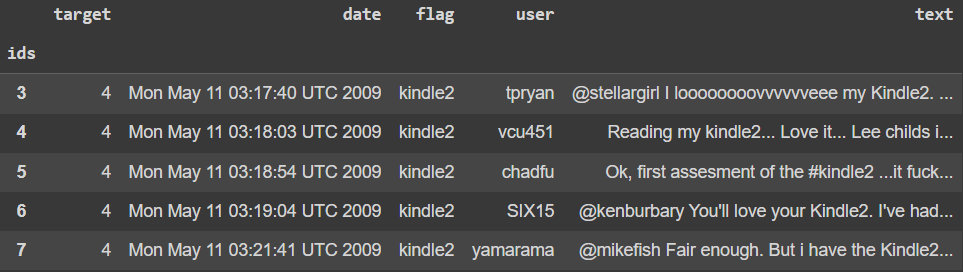 target date flag user text
ids
3 4 Mon May 11 03:17:40 UTC 2009 kindle2 tpryan @stellargirl I loooooooovvvvvveee my Kindle2. ...
4 4 Mon May 11 03:18:03 UTC 2009 kindle2 vcu451 Reading my kindle2... Love it... Lee childs i...
5 4 Mon May 11 03:18:54 UTC 2009 kindle2 chadfu Ok, first assesment of the #kindle2 ...it fuck...
6 4 Mon May 11 03:19:04 UTC 2009 kindle2 SIX15 @kenburbary You'll love your Kindle2. I've had...
7 4 Mon May 11 03:21:41 UTC 2009 kindle2 yamarama @mikefish Fair enough. But i have the Kindle2...